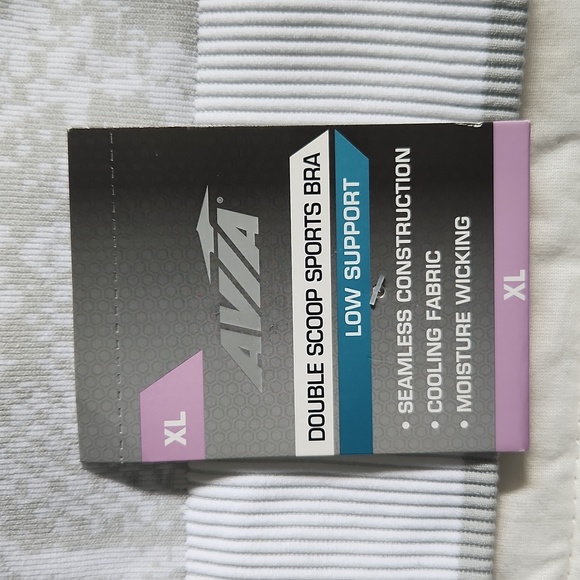 XL
AVIA®
DOUBLE SCOOP SPORTS BRA
LOW SUPPORT
• SEAMLESS CONSTRUCTION
• COOLING FABRIC
• MOISTURE WICKING
XL